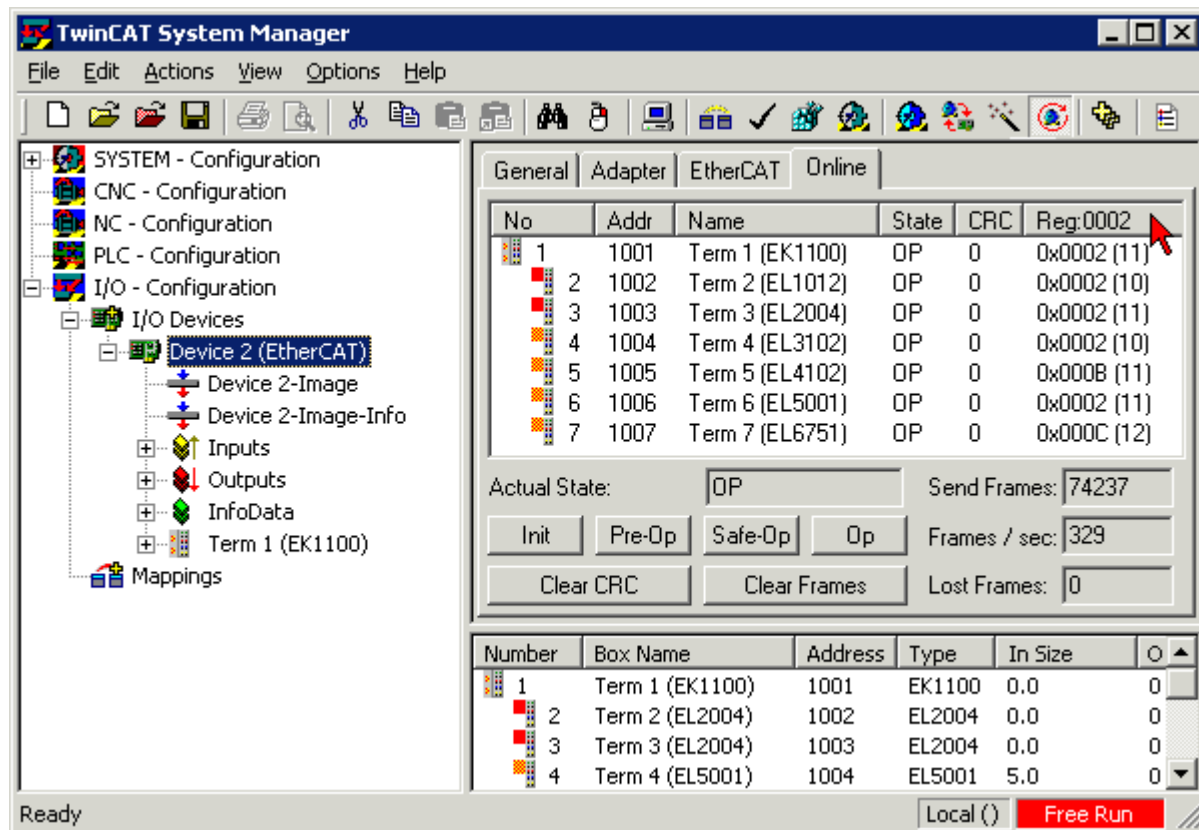 TwinCAT System Manager
File Edit Actions View Options Help
SYSTEM - Configuration
CNC - Configuration
NC - Configuration
PLC - Configuration
I/O - Configuration
I/O Devices
Device 2 (EtherCAT)
Device 2-Image
Device 2-Image-Info
Inputs
Outputs
InfoData
Term 1 (EK1100)
Mappings
General Adapter EtherCAT Online
No Addr Name State CRC Reg:0002
1 1001 Term 1 (EK1100) OP 0 0x0002 (11)
2 1002 Term 2 (EL1012) OP 0 0x0002 (10)
3 1003 Term 3 (EL2004) OP 0 0x0002 (11)
4 1004 Term 4 (EL3102) OP 0 0x0002 (10)
5 1005 Term 5 (EL4102) OP 0 0x000B (11)
6 1006 Term 6 (EL5001) OP 0 0x0002 (11)
7 1007 Term 7 (EL6751) OP 0 0x000C (12)
Actual State: OP Send Frames: 74237
Init Pre-Op Safe-Op Op Frames / sec: 329
Clear CRC Clear Frames Lost Frames: 0
Number Box Name Address Type In Size O
1 Term 1 (EK1100) 1001 EK1100 0.0 0
2 Term 2 (EL2004) 1002 EL2004 0.0 0
3 Term 3 (EL2004) 1003 EL2004 0.0 0
4 Term 4 (EL5001) 1004 EL5001 5.0 0
Ready Local () Free Run